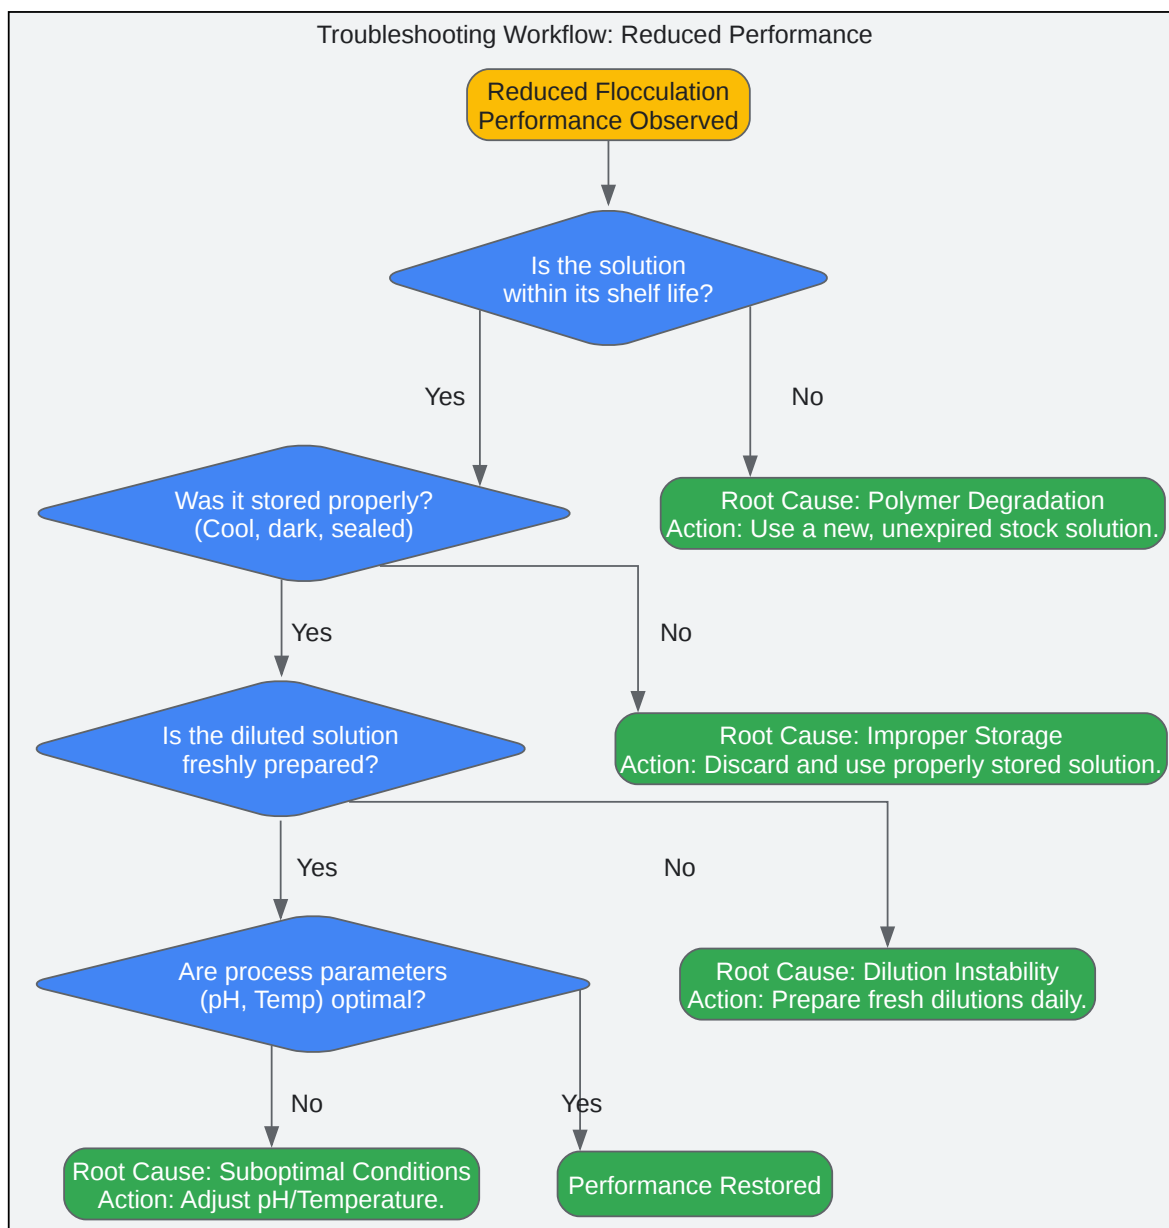 Troubleshooting Workflow: Reduced Performance
Reduced Flocculation
Performance Observed
Is the solution
within its shelf life?
Yes
No
Was it stored properly?
(Cool, dark, sealed)
Root Cause: Polymer Degradation
Action: Use a new, unexpired stock solution.
Yes
No
Is the diluted solution
freshly prepared?
Root Cause: Improper Storage
Action: Discard and use properly stored solution.
Yes
No
Are process parameters
(pH, Temp) optimal?
Root Cause: Dilution Instability
Action: Prepare fresh dilutions daily.
No
Yes
Root Cause: Suboptimal Conditions
Action: Adjust pH/Temperature.
Performance Restored